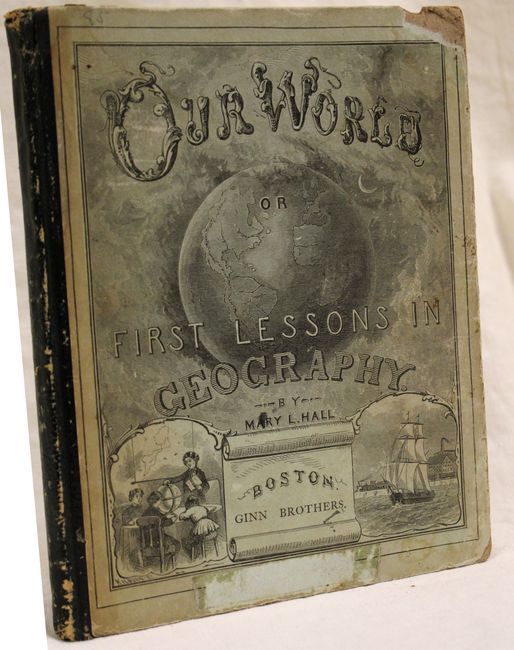 OUR WORLD
OR
FIRST LESSONS IN
GEOGRAPHY.
BY
MARY L. HALL
BOSTON.
GINN BROTHERS.